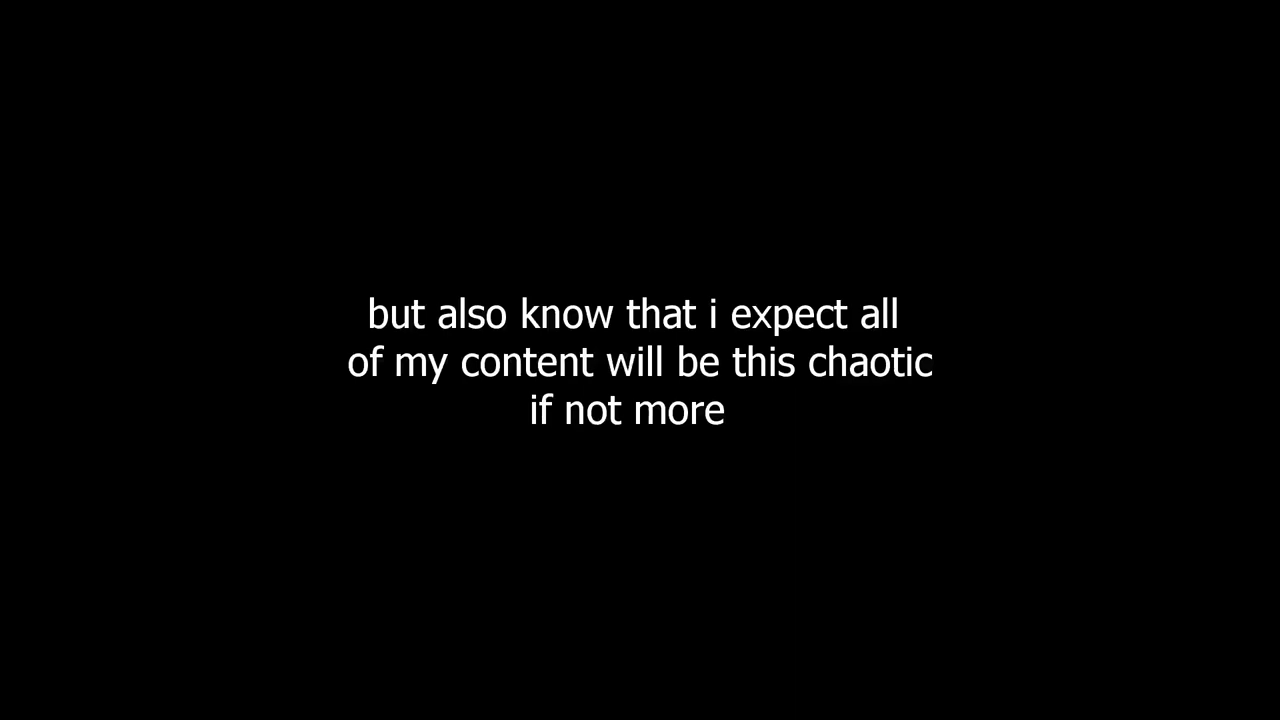 but also know that i expect all
of my content will be this chaotic
if not more